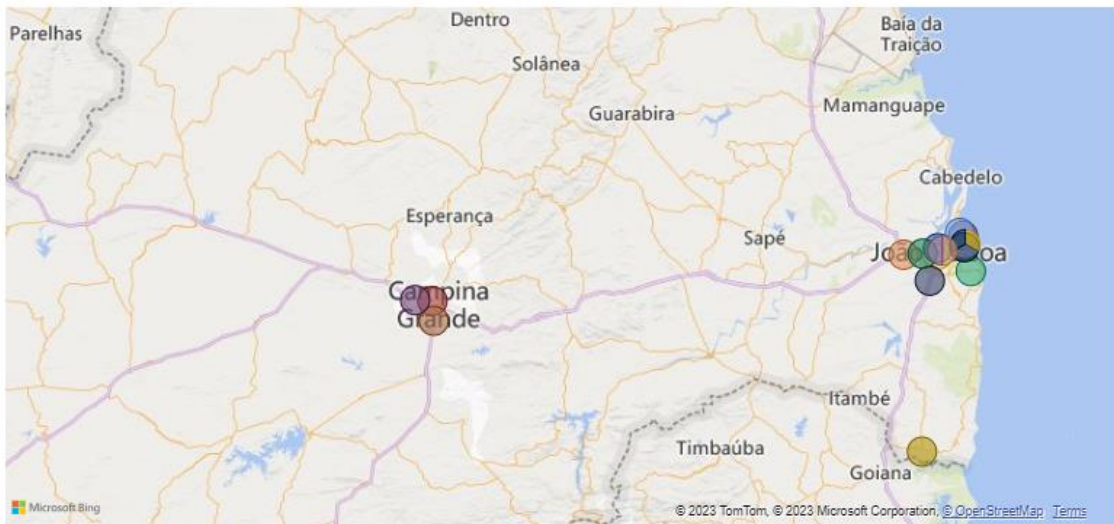 Dentro
Baía da
Traição
Parelhas
Solânea
Mamanguape
Guarabira
Cabedelo
Esperança
Sapé
Campina
Grande
Itambé
Timbaúba
Goiana
Microsoft Bing
© 2023 TomTom, © 2023 Microsoft Corporation, © OpenStreetMap Terms